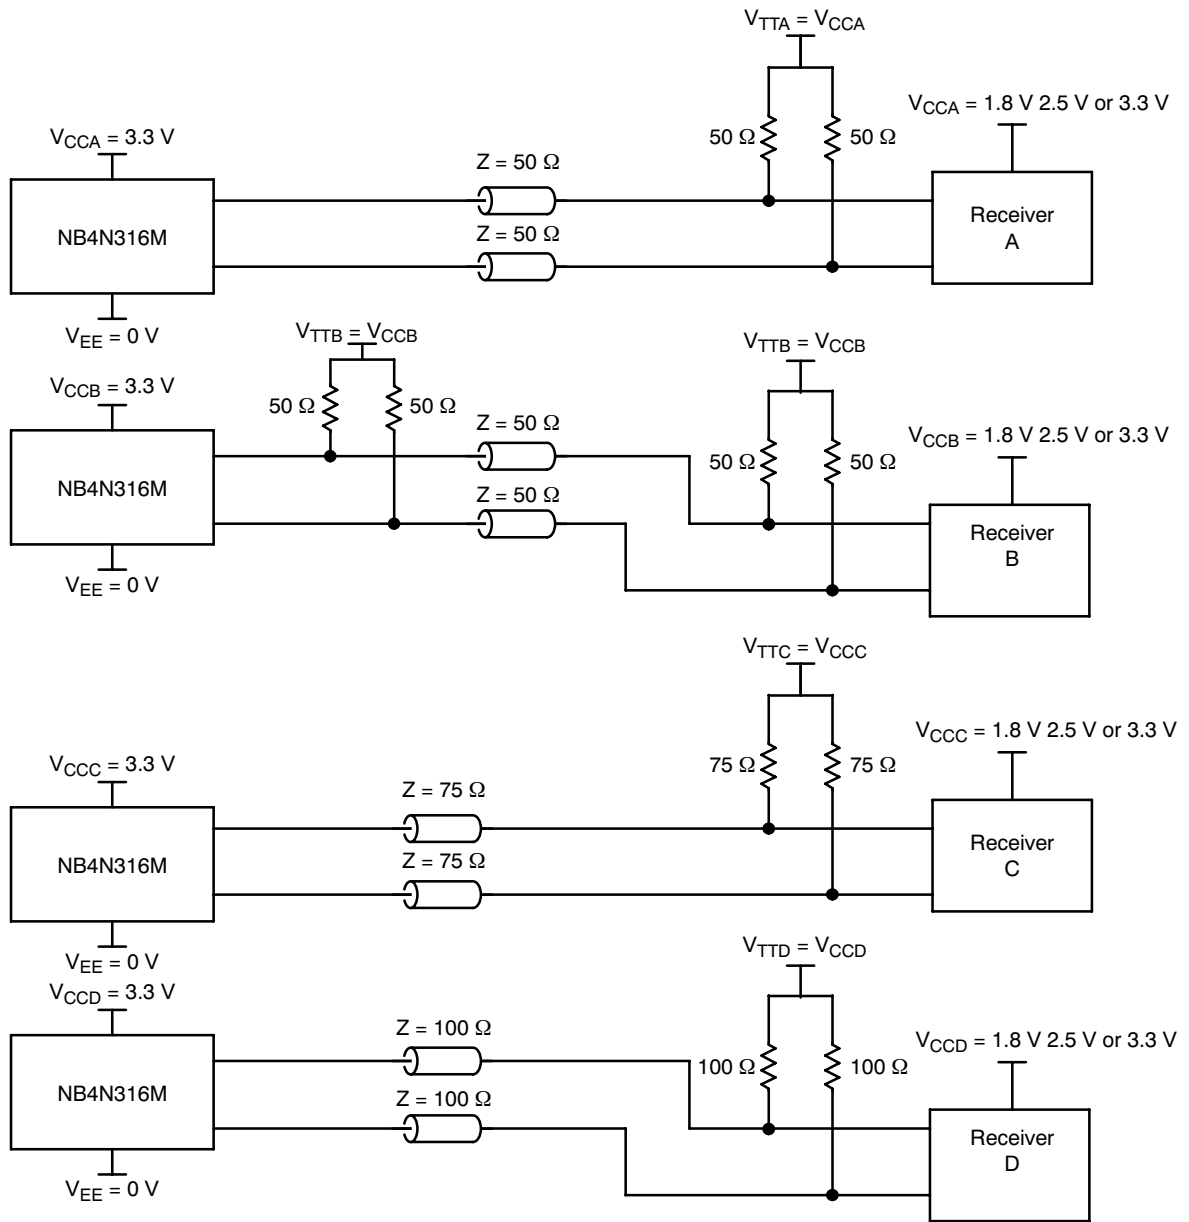 V_TTA = V_CCA
V_CCA = 1.8 V 2.5 V or 3.3 V
V_CCA = 3.3 V
50 Ω
50 Ω
Z = 50 Ω
NB4N316M
Receiver
A
Z = 50 Ω
V_EE = 0 V
V_TTB = V_CCB
V_TTB = V_CCB
V_CCB = 3.3 V
50 Ω
50 Ω
Z = 50 Ω
V_CCB = 1.8 V 2.5 V or 3.3 V
50 Ω
50 Ω
NB4N316M
Z = 50 Ω
Receiver
B
V_EE = 0 V
V_TTC = V_CCC
V_CCC = 1.8 V 2.5 V or 3.3 V
V_CCC = 3.3 V
75 Ω
75 Ω
Z = 75 Ω
NB4N316M
Receiver
C
Z = 75 Ω
V_EE = 0 V
V_TTD = V_CCD
V_CCD = 3.3 V
Z = 100 Ω
V_CCD = 1.8 V 2.5 V or 3.3 V
100 Ω
100 Ω
NB4N316M
Z = 100 Ω
Receiver
D
V_EE = 0 V